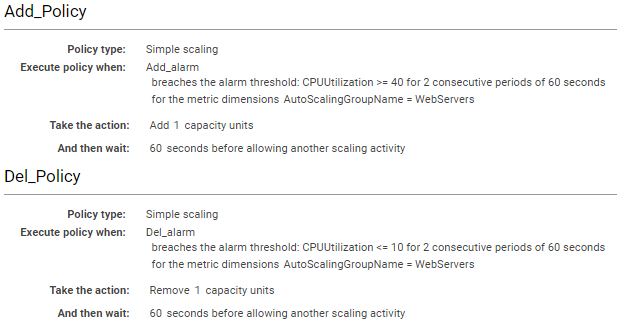 Add_Policy
Policy type: Simple scaling
Execute policy when: Add_alarm
breaches the alarm threshold: CPUUtilization >= 40 for 2 consecutive periods of 60 seconds
for the metric dimensions AutoScalingGroupName = WebServers
Take the action: Add 1 capacity units
And then wait: 60 seconds before allowing another scaling activity
Del_Policy
Policy type: Simple scaling
Execute policy when: Del_alarm
breaches the alarm threshold: CPUUtilization <= 10 for 2 consecutive periods of 60 seconds
for the metric dimensions AutoScalingGroupName = WebServers
Take the action: Remove 1 capacity units
And then wait: 60 seconds before allowing another scaling activity